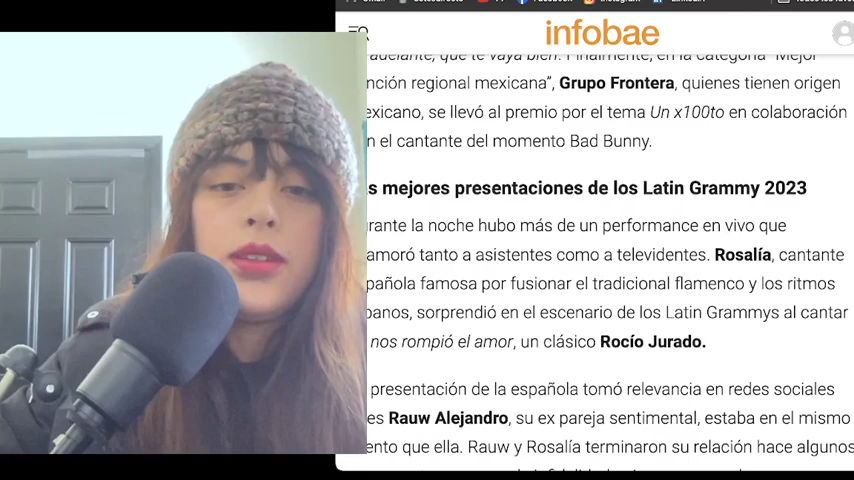 infobae
adelante, que te vaya bien. Finalmente, en la categoría "Mejor
nción regional mexicana", Grupo Frontera, quienes tienen origen
exicano, se llevó al premio por el tema Un x100to en colaboración
n el cantante del momento Bad Bunny.
s mejores presentaciones de los Latin Grammy 2023
rante la noche hubo más de un performance en vivo que
amoró tanto a asistentes como a televidentes. Rosalía, cantante
pañola famosa por fusionar el tradicional flamenco y los ritmos
banos, sorprendió en el escenario de los Latin Grammys al cantar
nos rompió el amor, un clásico Rocío Jurado.
presentación de la española tomó relevancia en redes sociales
es Rauw Alejandro, su ex pareja sentimental, estaba en el mismo
ento que ella. Rauw y Rosalía terminaron su relación hace algunos